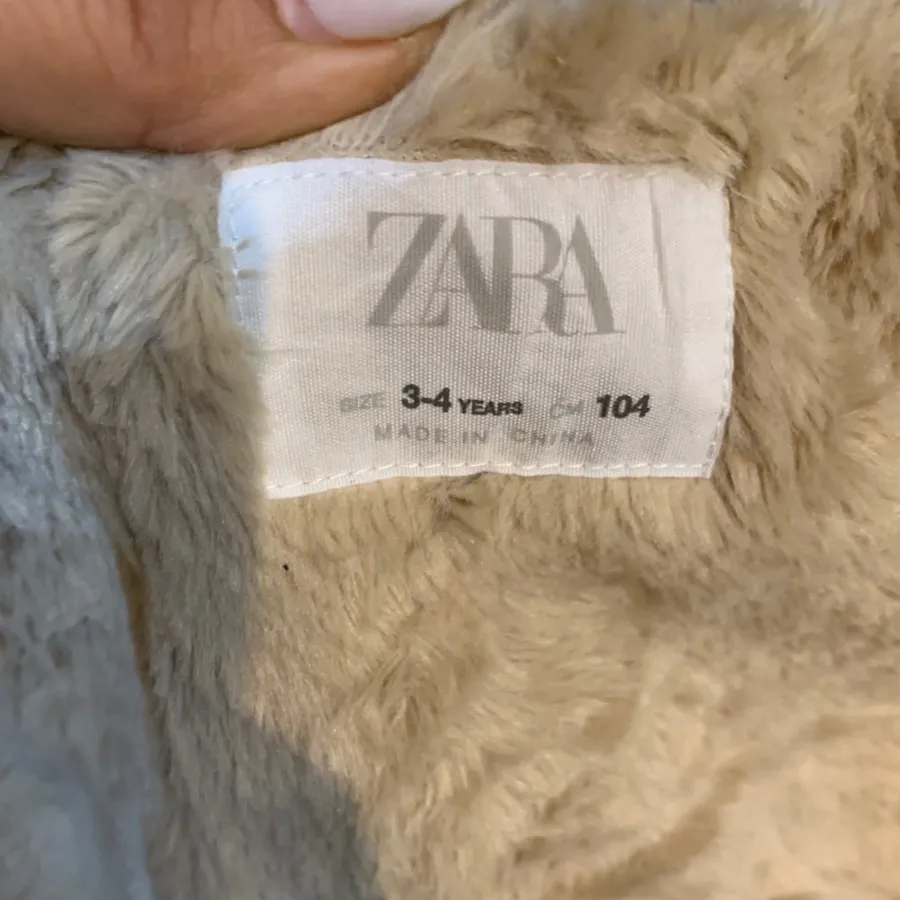 ZARA
SIZE 3-4 YEARS CM 104
MADE IN CHINA